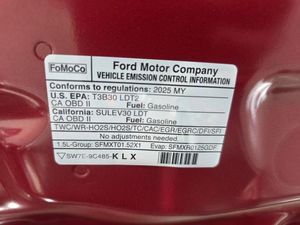 FoMoCo
Ford Motor Company
VEHICLE EMISSION CONTROL INFORMATION
Conforms to regulations: 2025 MY
U.S. EPA: T3B30 LDT2
CA OBD II Fuel: Gasoline
California: SULEV30 LDT
CA OBD II Fuel: Gasoline
TWC/WR-HO2S/HO2S/TC/CAC/EGR/EGRC/DFI/SFI
No adjustments needed.
1.5L-Group: SFMXT01.52X1 Evap: SFMXR0125GDF
SW7E-9C485-KLX